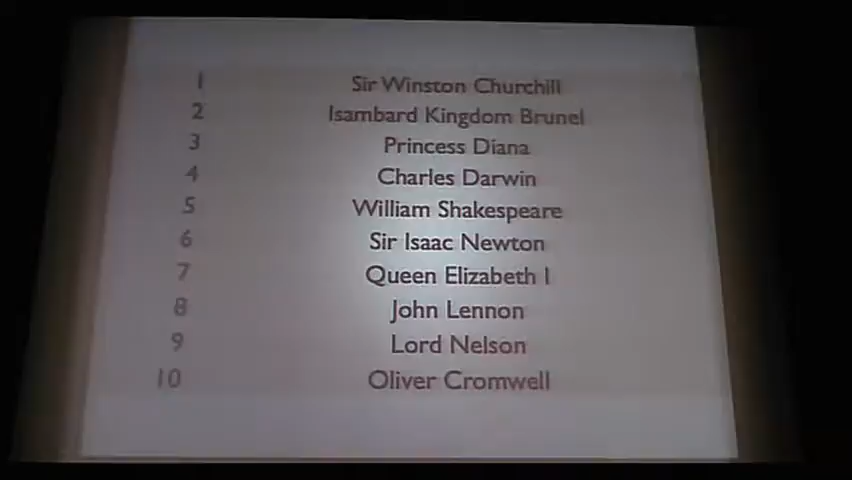 1 Sir Winston Churchill
2 Isambard Kingdom Brunel
3 Princess Diana
4 Charles Darwin
5 William Shakespeare
6 Sir Isaac Newton
7 Queen Elizabeth I
8 John Lennon
9 Lord Nelson
10 Oliver Cromwell